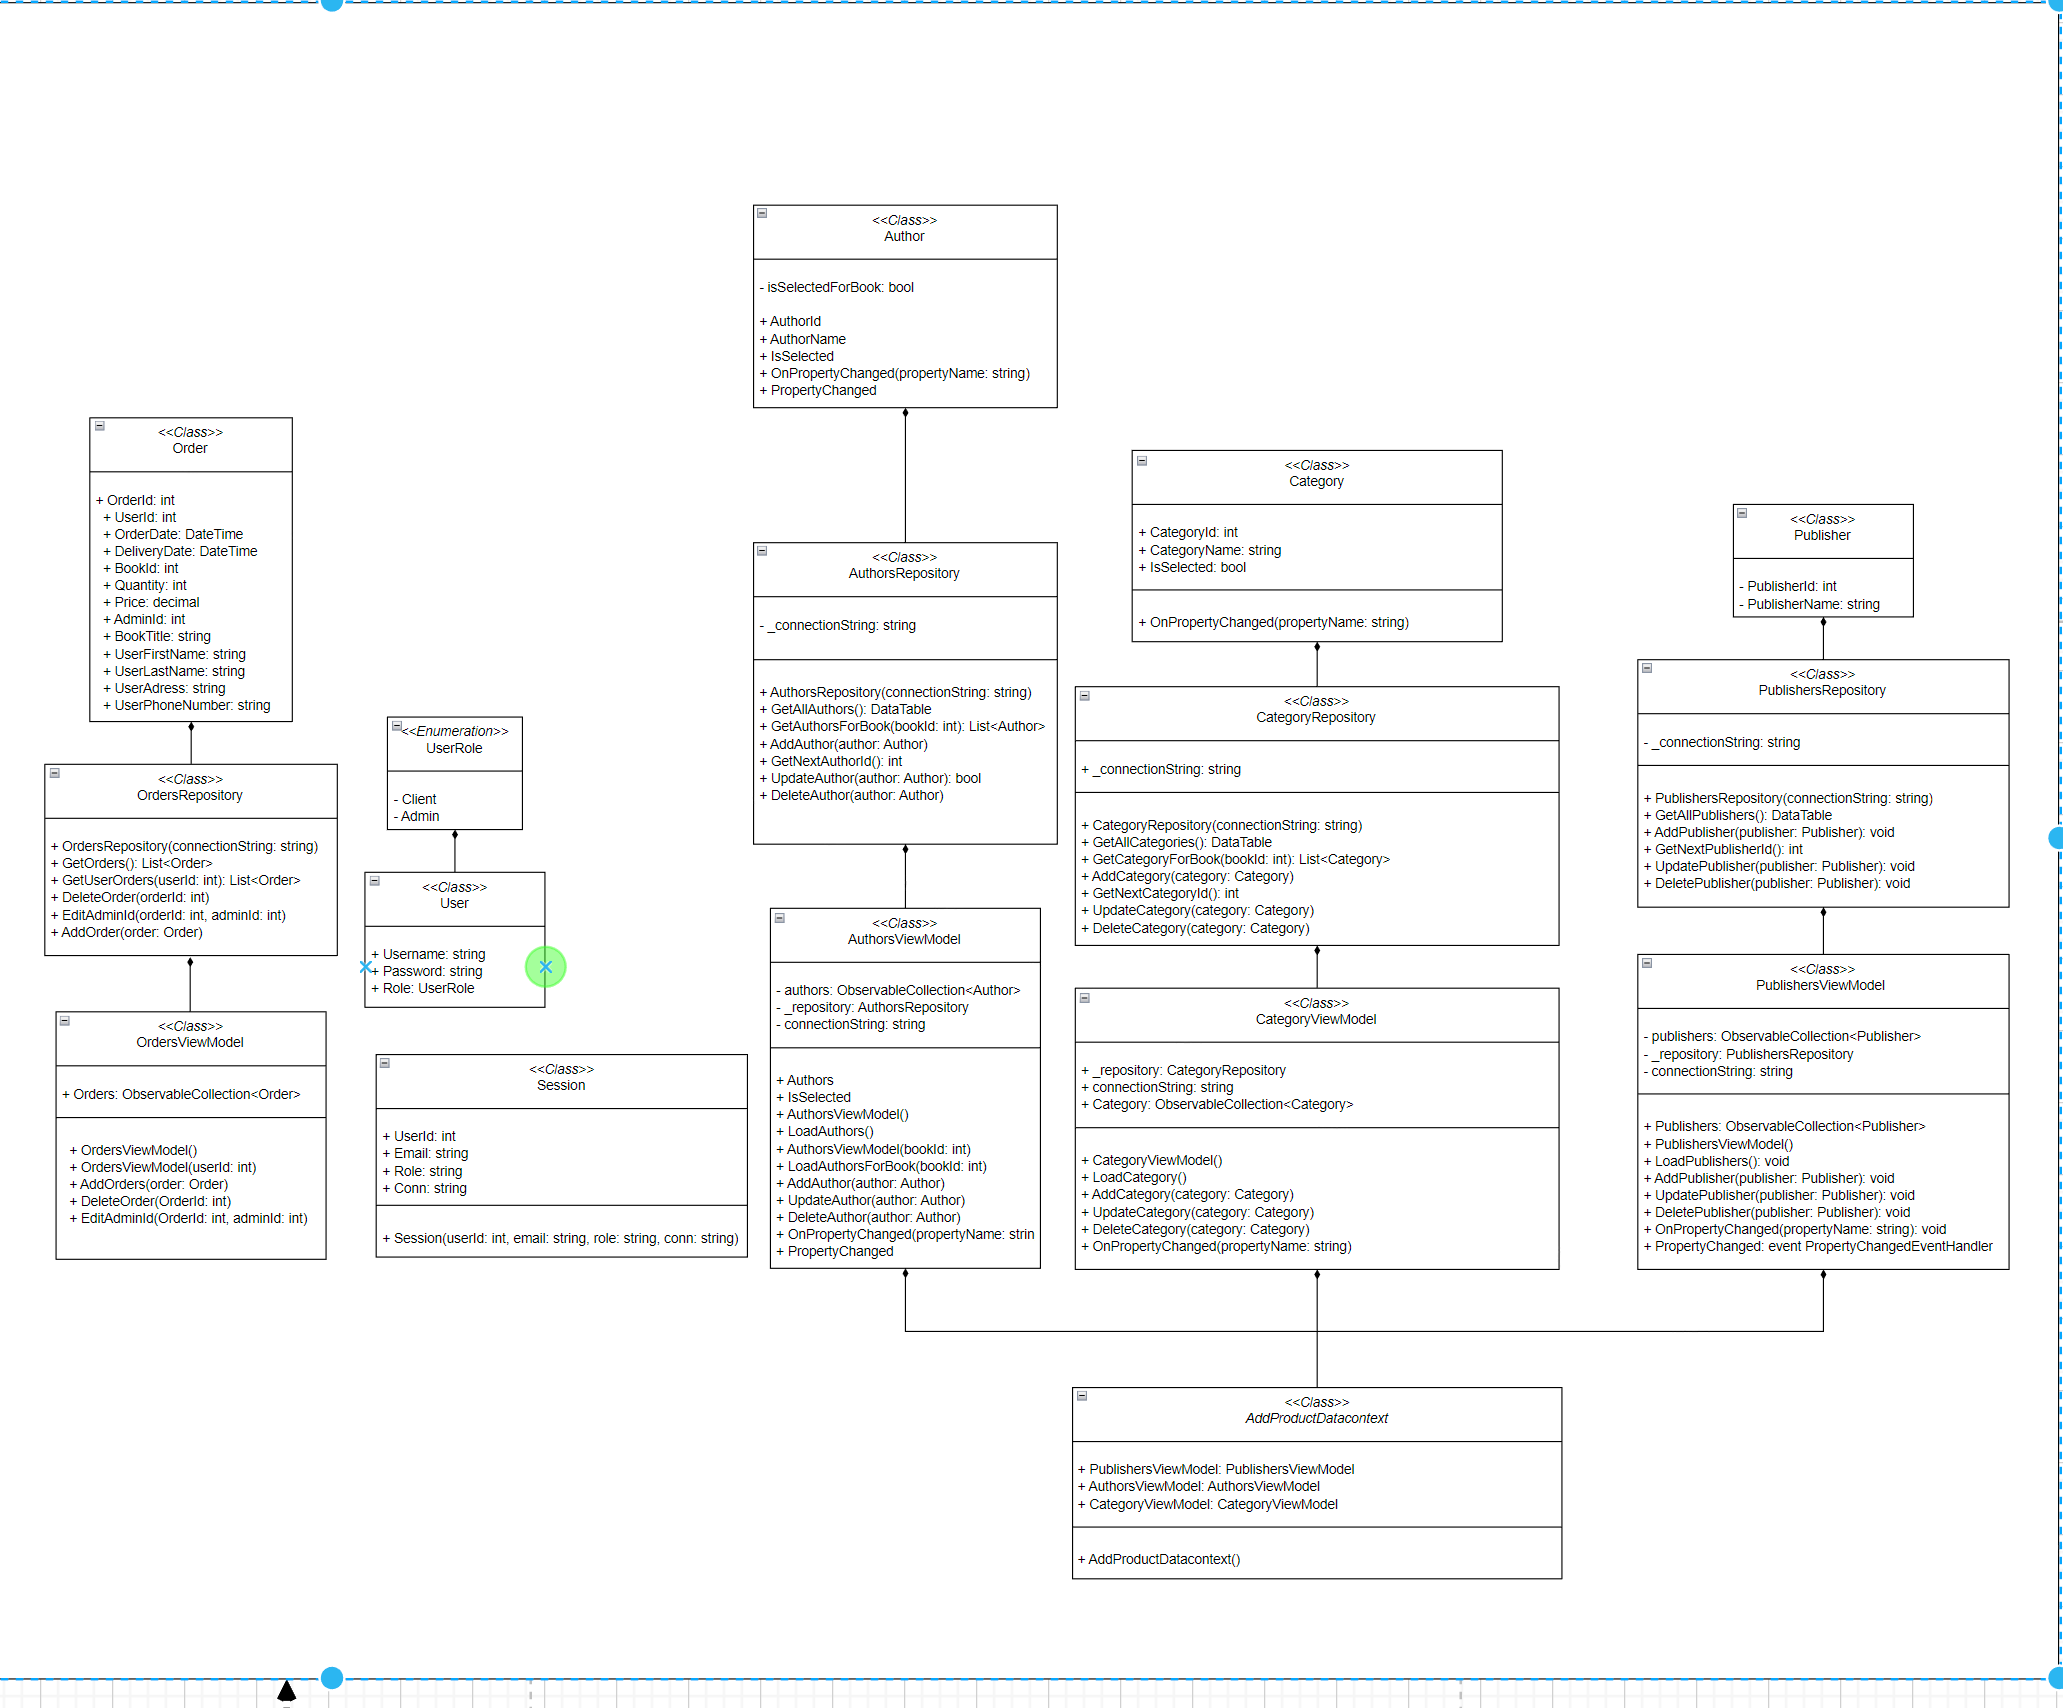 <<Class>>
Author
- isSelectedForBook: bool
+ AuthorId
+ AuthorName
+ IsSelected
+ OnPropertyChanged(propertyName: string)
+ PropertyChanged
<<Class>>
Order
+ OrderId: int
+ UserId: int
+ OrderDate: DateTime
+ DeliveryDate: DateTime
+ BookId: int
+ Quantity: int
+ Price: decimal
+ AdminId: int
+ BookTitle: string
+ UserFirstName: string
+ UserLastName: string
+ UserAdress: string
+ UserPhoneNumber: string
<<Class>>
Category
+ CategoryId: int
+ CategoryName: string
+ IsSelected: bool
+ OnPropertyChanged(propertyName: string)
<<Class>>
Publisher
- PublisherId: int
- PublisherName: string
<<Class>>
AuthorsRepository
- _connectionString: string
+ AuthorsRepository(connectionString: string)
+ GetAllAuthors(): DataTable
+ GetAuthorsForBook(bookId: int): List<Author>
+ AddAuthor(author: Author)
+ GetNextAuthorId(): int
+ UpdateAuthor(author: Author): bool
+ DeleteAuthor(author: Author)
<<Class>>
PublishersRepository
- _connectionString: string
+ PublishersRepository(connectionString: string)
+ GetAllPublishers(): DataTable
+ AddPublisher(publisher: Publisher): void
+ GetNextPublisherId(): int
+ UpdatePublisher(publisher: Publisher): void
+ DeletePublisher(publisher: Publisher): void
<<Class>>
CategoryRepository
+ _connectionString: string
+ CategoryRepository(connectionString: string)
+ GetAllCategories(): DataTable
+ GetCategoryForBook(bookId: int): List<Category>
+ AddCategory(category: Category)
+ GetNextCategoryId(): int
+ UpdateCategory(category: Category)
+ DeleteCategory(category: Category)
<<Enumeration>>
UserRole
- Client
- Admin
<<Class>>
OrdersRepository
+ OrdersRepository(connectionString: string)
+ GetOrders(): List<Order>
+ GetUserOrders(userId: int): List<Order>
+ DeleteOrder(orderId: int)
+ EditAdminId(orderId: int, adminId: int)
+ AddOrder(order: Order)
<<Class>>
User
+ Username: string
+ Password: string
+ Role: UserRole
<<Class>>
AuthorsViewModel
- authors: ObservableCollection<Author>
- _repository: AuthorsRepository
- connectionString: string
+ Authors
+ IsSelected
+ AuthorsViewModel()
+ LoadAuthors()
+ AuthorsViewModel(bookId: int)
+ LoadAuthorsForBook(bookId: int)
+ AddAuthor(author: Author)
+ UpdateAuthor(author: Author)
+ DeleteAuthor(author: Author)
+ OnPropertyChanged(propertyName: strin
+ PropertyChanged
<<Class>>
PublishersViewModel
- publishers: ObservableCollection<Publisher>
- _repository: PublishersRepository
- connectionString: string
+ Publishers: ObservableCollection<Publisher>
+ PublishersViewModel()
+ LoadPublishers(): void
+ AddPublisher(publisher: Publisher): void
+ UpdatePublisher(publisher: Publisher): void
+ DeletePublisher(publisher: Publisher): void
+ OnPropertyChanged(propertyName: string): void
+ PropertyChanged: event PropertyChangedEventHandler
<<Class>>
CategoryViewModel
+ _repository: CategoryRepository
+ connectionString: string
+ Category: ObservableCollection<Category>
+ CategoryViewModel()
+ LoadCategory()
+ AddCategory(category: Category)
+ UpdateCategory(category: Category)
+ DeleteCategory(category: Category)
+ OnPropertyChanged(propertyName: string)
<<Class>>
OrdersViewModel
+ Orders: ObservableCollection<Order>
+ OrdersViewModel()
+ OrdersViewModel(userId: int)
+ AddOrders(order: Order)
+ DeleteOrder(OrderId: int)
+ EditAdminId(OrderId: int, adminId: int)
<<Class>>
Session
+ UserId: int
+ Email: string
+ Role: string
+ Conn: string
+ Session(userId: int, email: string, role: string, conn: string)
<<Class>>
AddProductDatacontext
+ PublishersViewModel: PublishersViewModel
+ AuthorsViewModel: AuthorsViewModel
+ CategoryViewModel: CategoryViewModel
+ AddProductDatacontext()